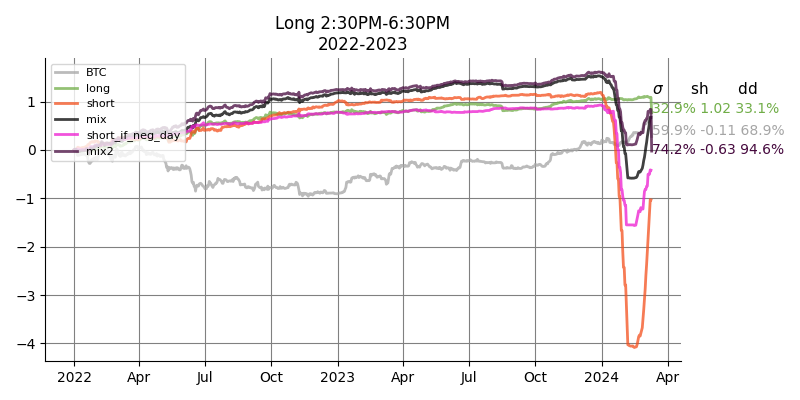 Long 2:30PM-6:30PM
2022-2023
BTC
long
short
mix
short_if_neg_day
mix2
σ sh dd
32.9% 1.02 33.1%
59.9% -0.11 68.9%
74.2% -0.63 94.6%
1
0
−1
−2
−3
−4
2022 Apr Jul Oct 2023 Apr Jul Oct 2024 Apr